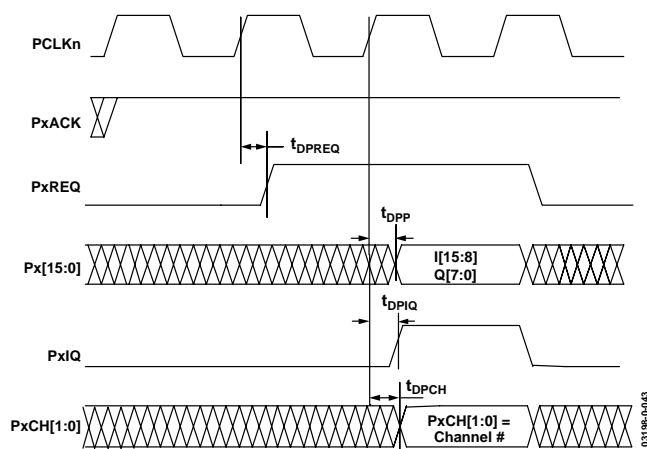 PCLKn
PxACK
tDPREQ
PxREQ
tDPP
Px[15:0]
I[15:8]
Q[7:0]
tDPIQ
PxIQ
tDPCH
PxCH[1:0]
PxCH[1:0] =
Channel #
03198-0-043